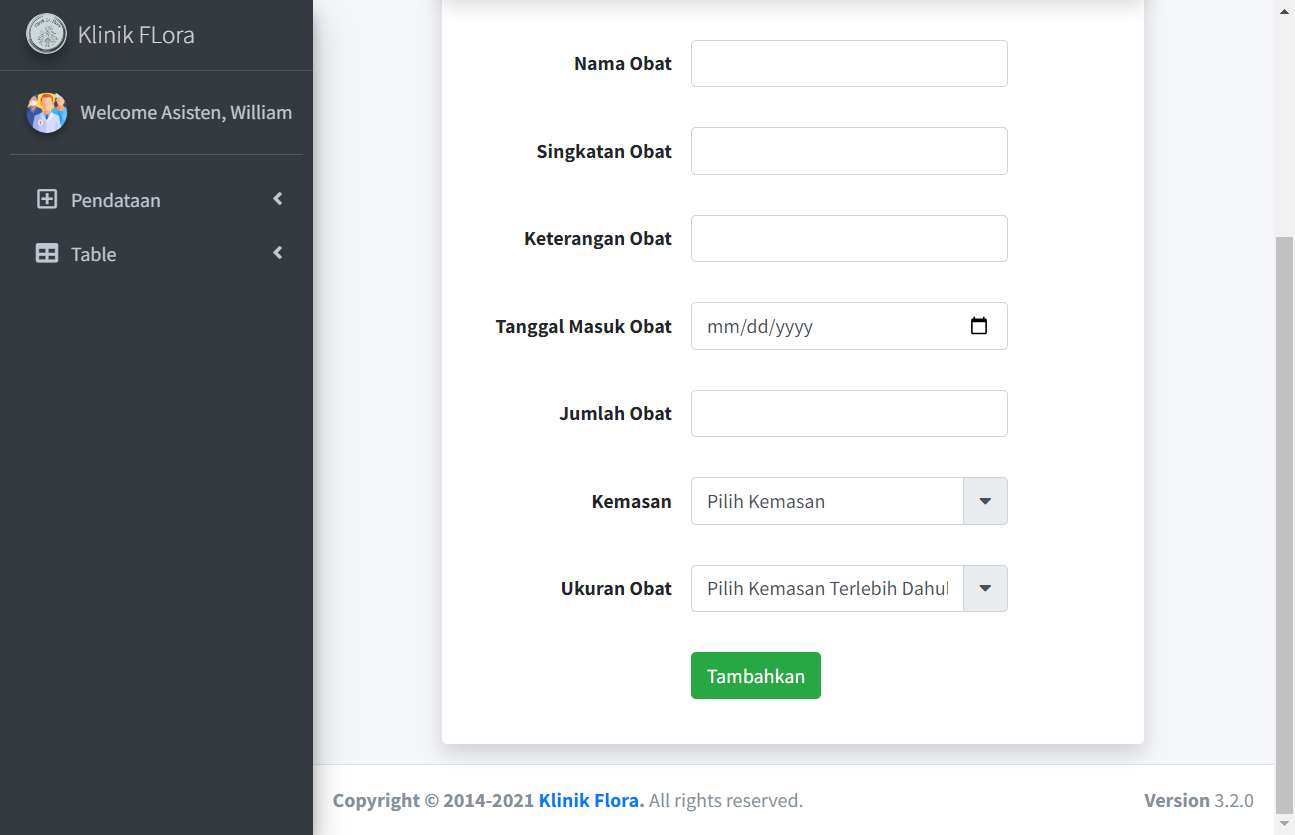 Klinik FLora
Welcome Asisten, William
Pendataan
Table
Nama Obat
Singkatan Obat
Keterangan Obat
Tanggal Masuk Obat mm/dd/yyyy
Jumlah Obat
Kemasan Pilih Kemasan
Ukuran Obat Pilih Kemasan Terlebih Dahul
Tambahkan
Copyright © 2014-2021 Klinik Flora. All rights reserved. Version 3.2.0